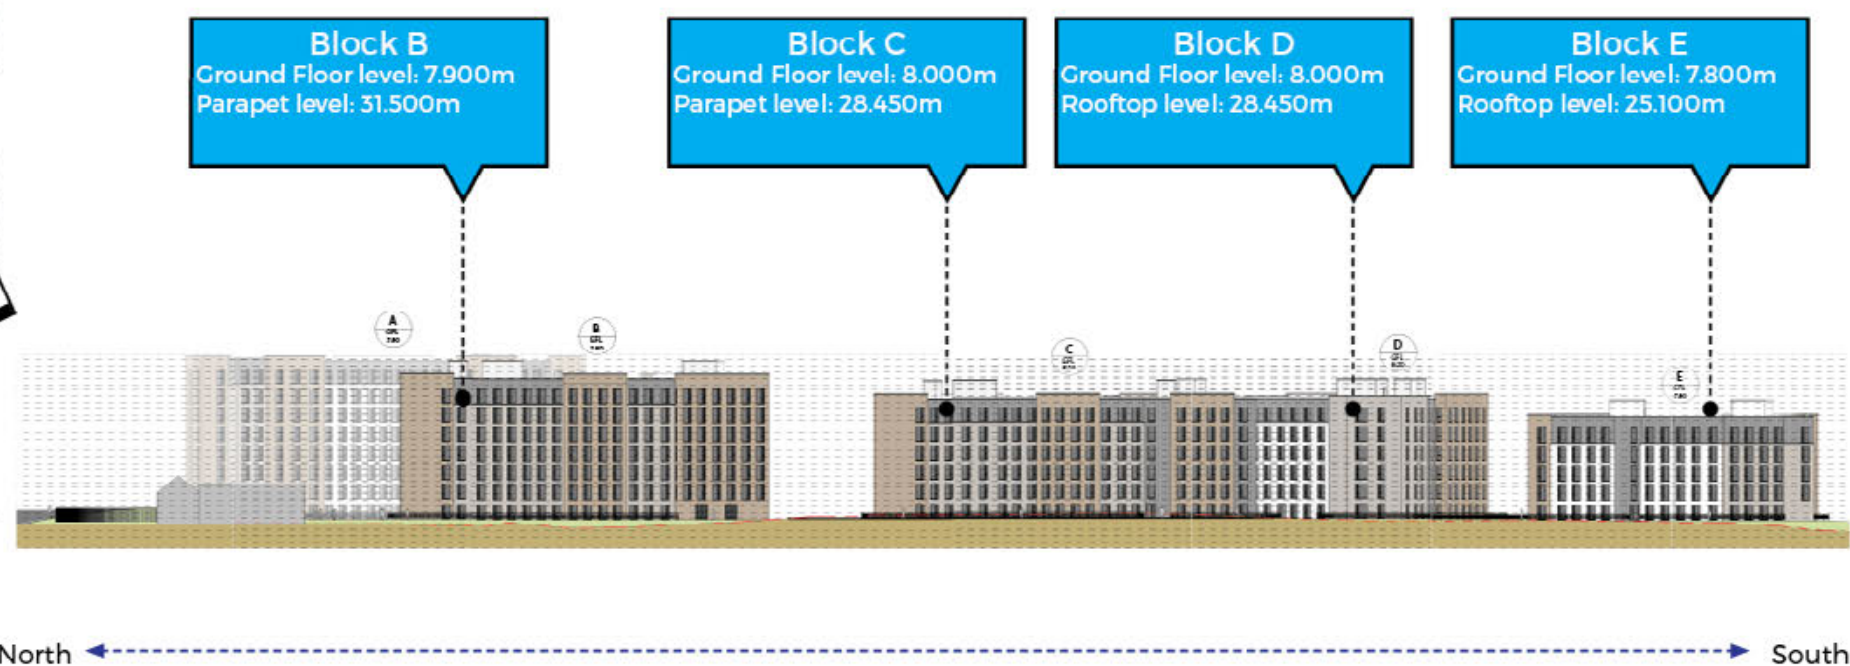 Block B
Ground Floor level: 7.900m
Parapet level: 31.500m
Block C
Ground Floor level: 8.000m
Parapet level: 28.450m
Block D
Ground Floor level: 8.000m
Rooftop level: 28.450m
Block E
Ground Floor level: 7.800m
Rooftop level: 25.100m
A
B
C
D
E
North
South